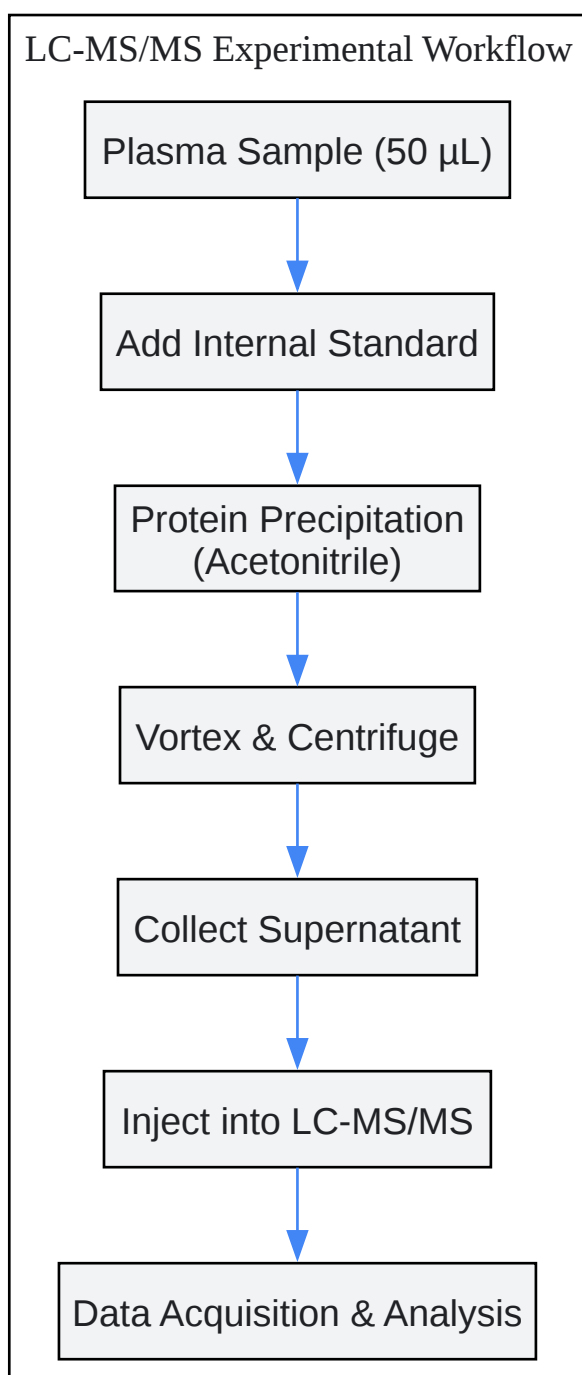 LC-MS/MS Experimental Workflow
Plasma Sample (50 µL)
Add Internal Standard
Protein Precipitation
(Acetonitrile)
Vortex & Centrifuge
Collect Supernatant
Inject into LC-MS/MS
Data Acquisition & Analysis